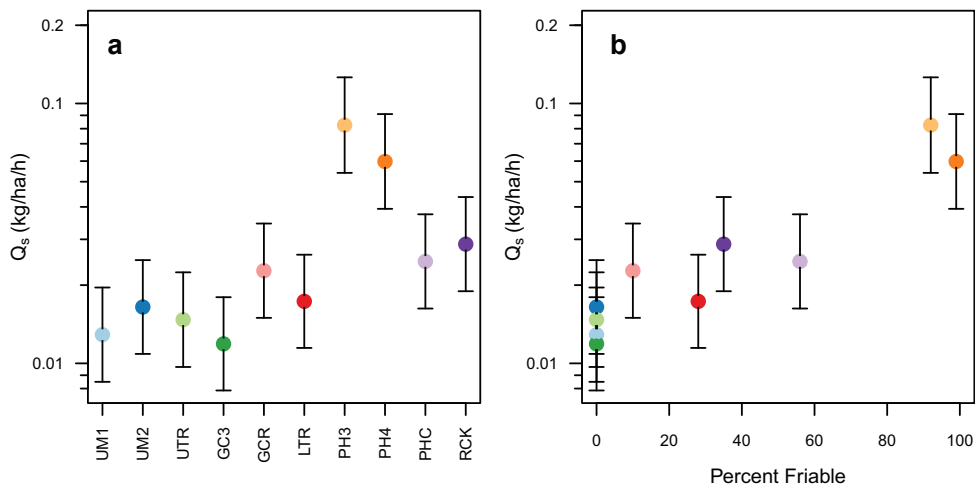 a
0.2
0.1
0.01
Qs (kg/ha/h)
UM1
UM2
UTR
GC3
GCR
LTR
PH3
PH4
PHC
RCK
b
0.2
0.1
0.01
Qs (kg/ha/h)
0 20 40 60 80 100
Percent Friable